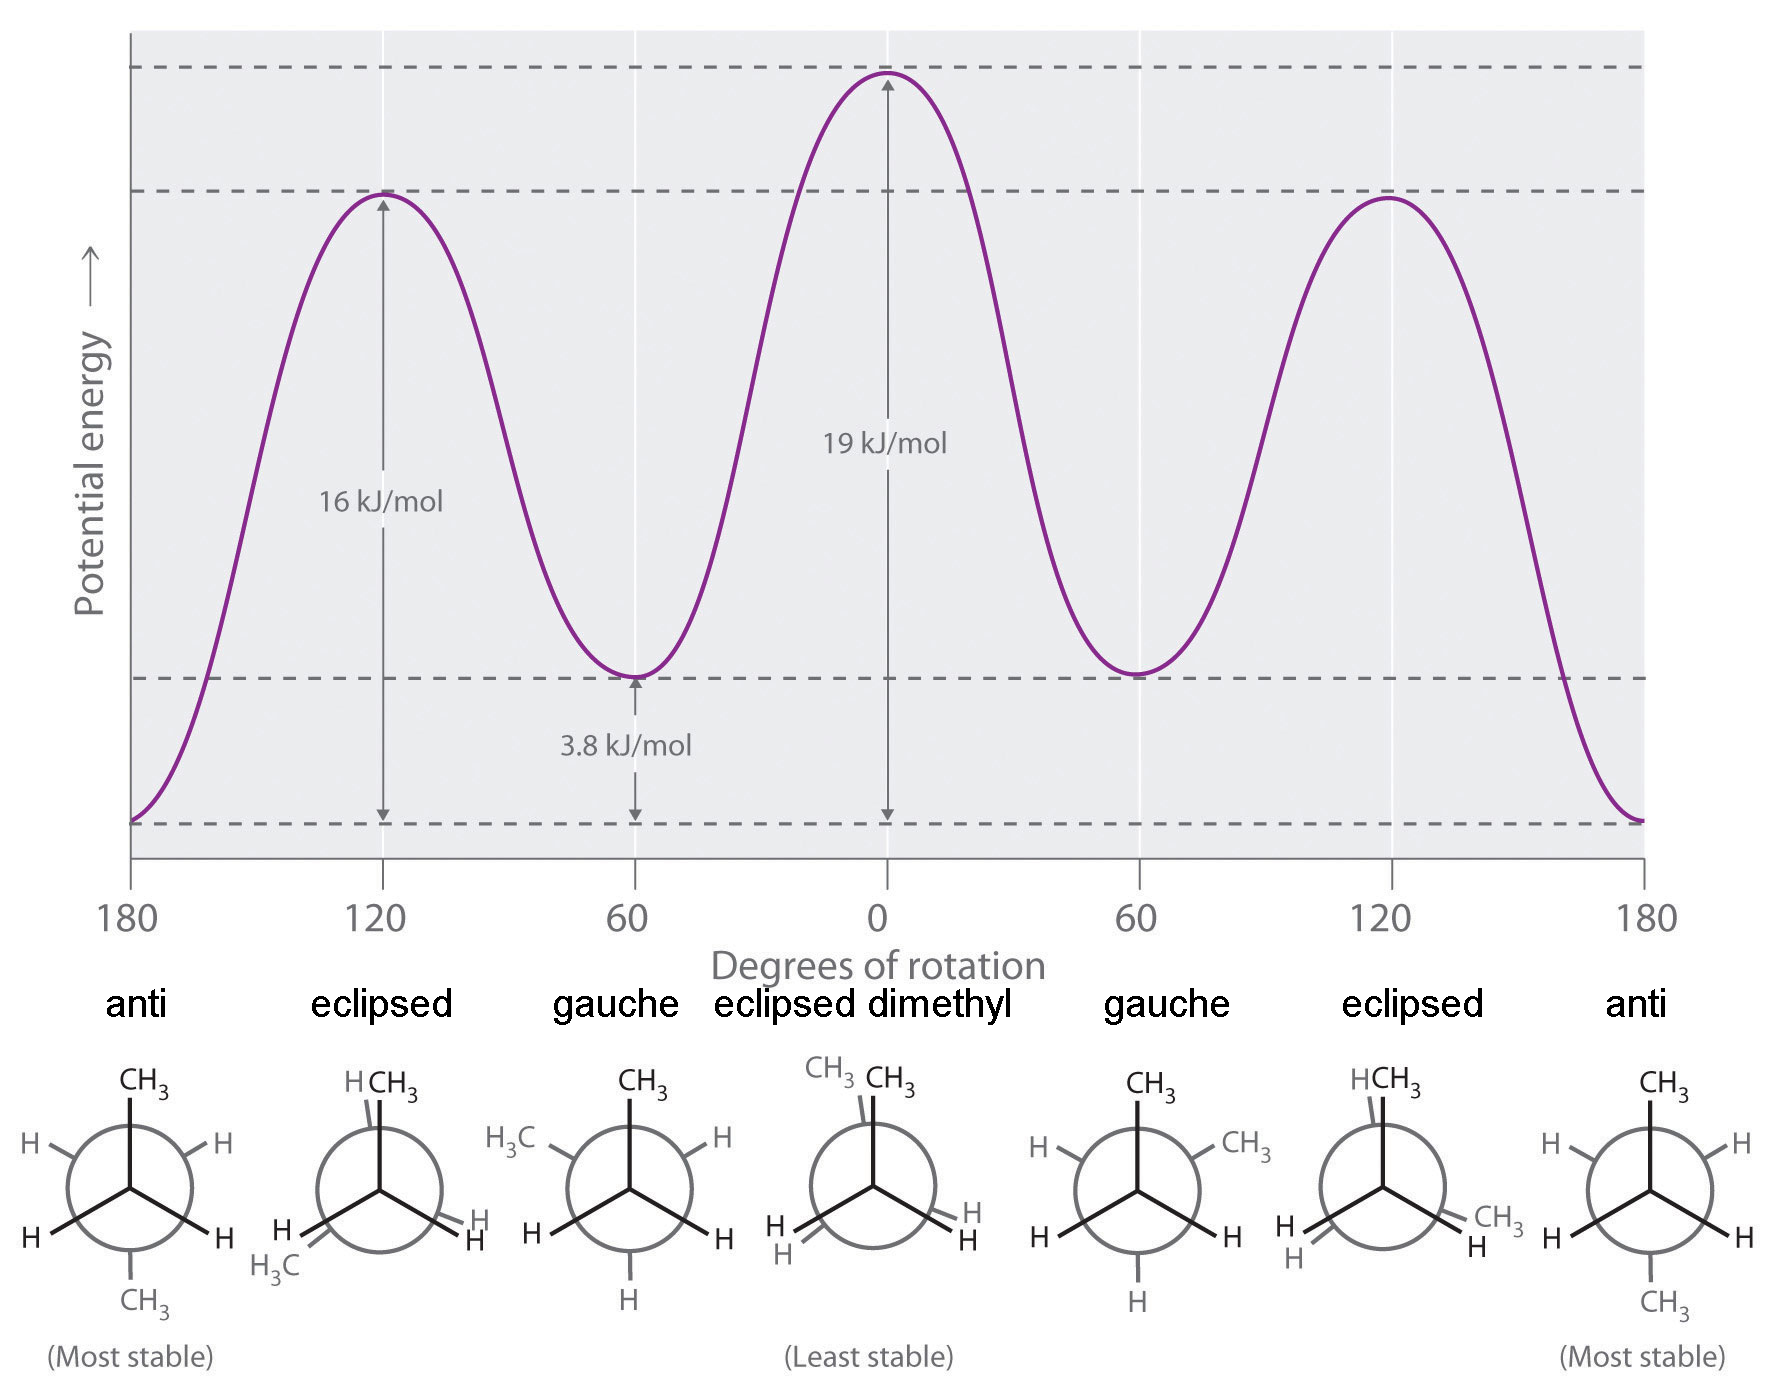 Potential energy →
16 kJ/mol
19 kJ/mol
3.8 kJ/mol
180 120 60 0 60 120 180
Degrees of rotation
anti eclipsed gauche eclipsed dimethyl gauche eclipsed anti
CH₃ H CH₃ CH₃ CH₃ CH₃ CH₃ H CH₃ CH₃
H H H₃C H H CH₃ H H
H H H H H H H H H H H CH₃ H H
H₃C H H H H H
CH₃ H H CH₃
(Most stable) (Least stable) (Most stable)